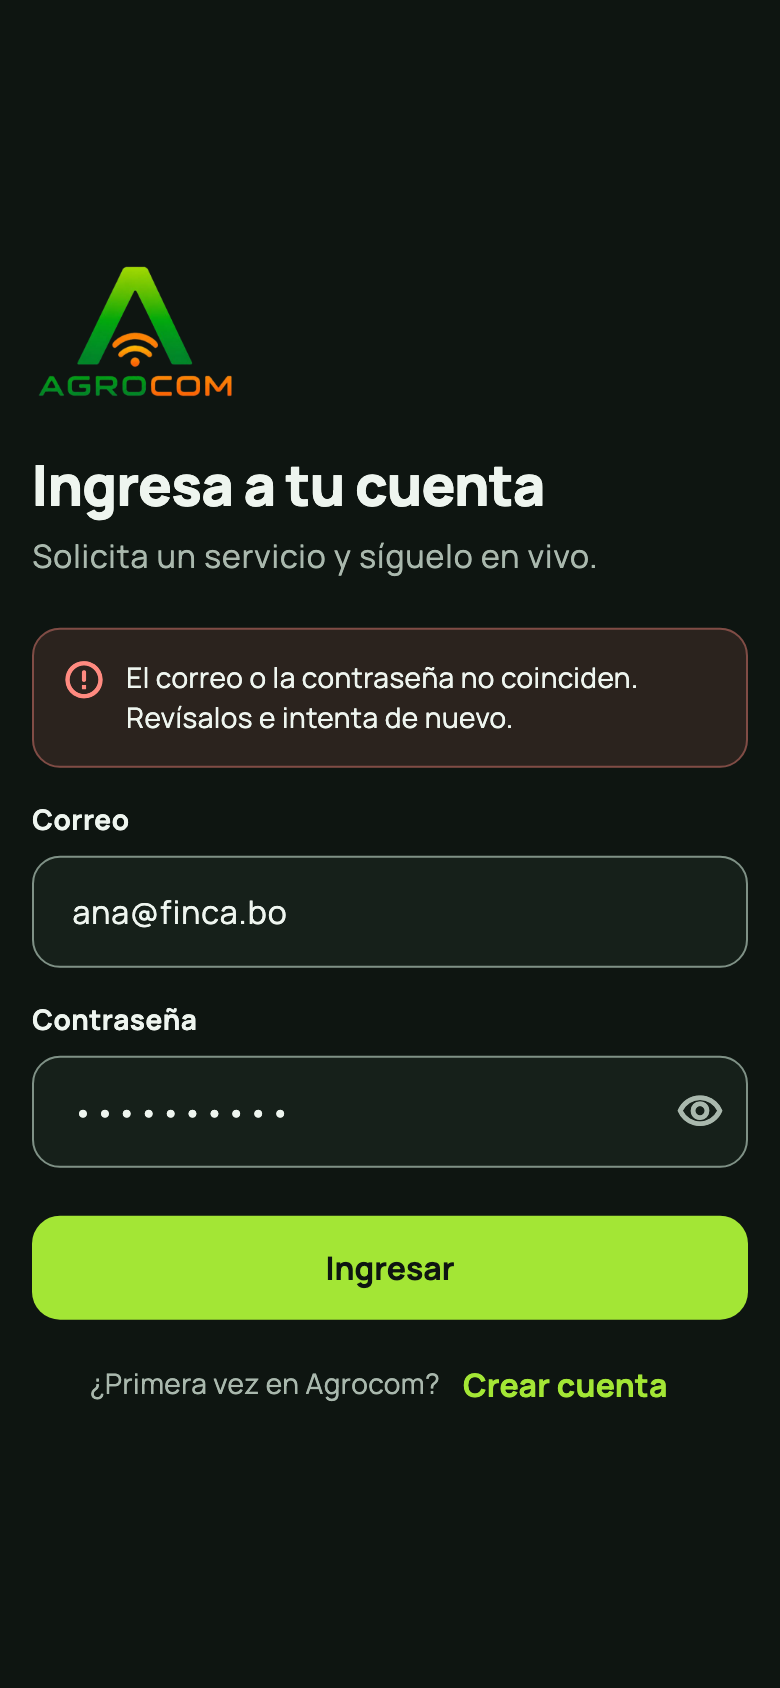 AGROCOM
Ingresa a tu cuenta
Solicita un servicio y síguelo en vivo.
El correo o la contraseña no coinciden.
Revísalos e intenta de nuevo.
Correo
ana@finca.bo
Contraseña
••••••••••
Ingresar
¿Primera vez en Agrocom? Crear cuenta